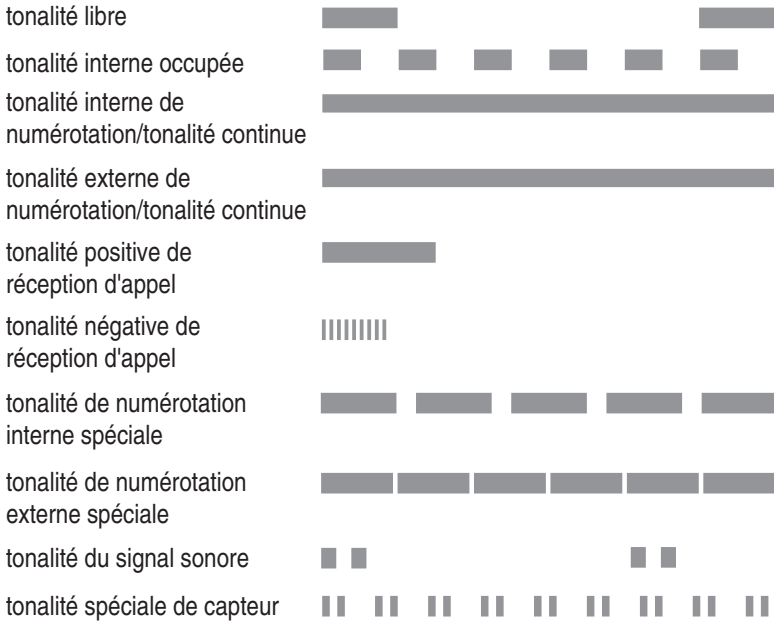 tonalité libre
tonalité interne occupée
tonalité interne de
numérotation/tonalité continue
tonalité externe de
numérotation/tonalité continue
tonalité positive de
réception d'appel
tonalité négative de
réception d'appel
tonalité de numérotation
interne spéciale
tonalité de numérotation
externe spéciale
tonalité du signal sonore
tonalité spéciale de capteur